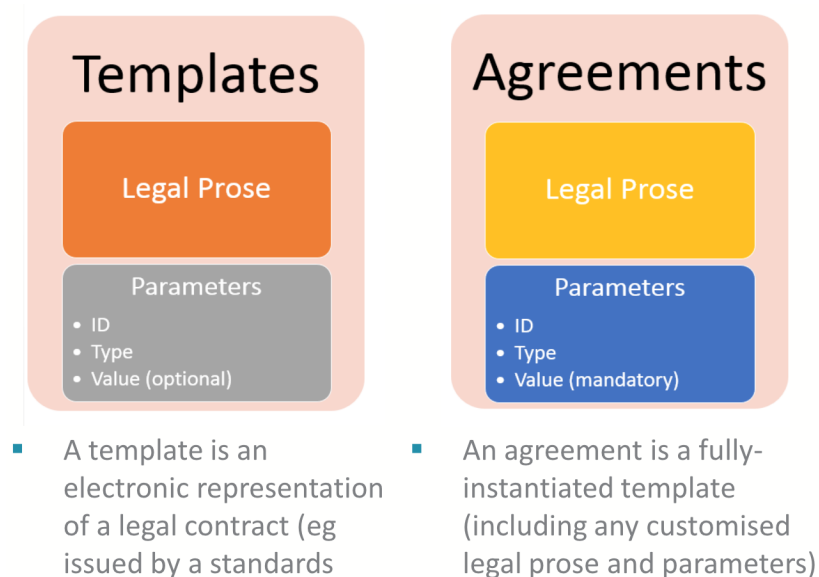 Templates
Legal Prose
Parameters
• ID
• Type
• Value (optional)
A template is an
electronic representation
of a legal contract (eg
issued by a standards
Agreements
Legal Prose
Parameters
• ID
• Type
• Value (mandatory)
An agreement is a fully-
instantiated template
(including any customised
legal prose and parameters)